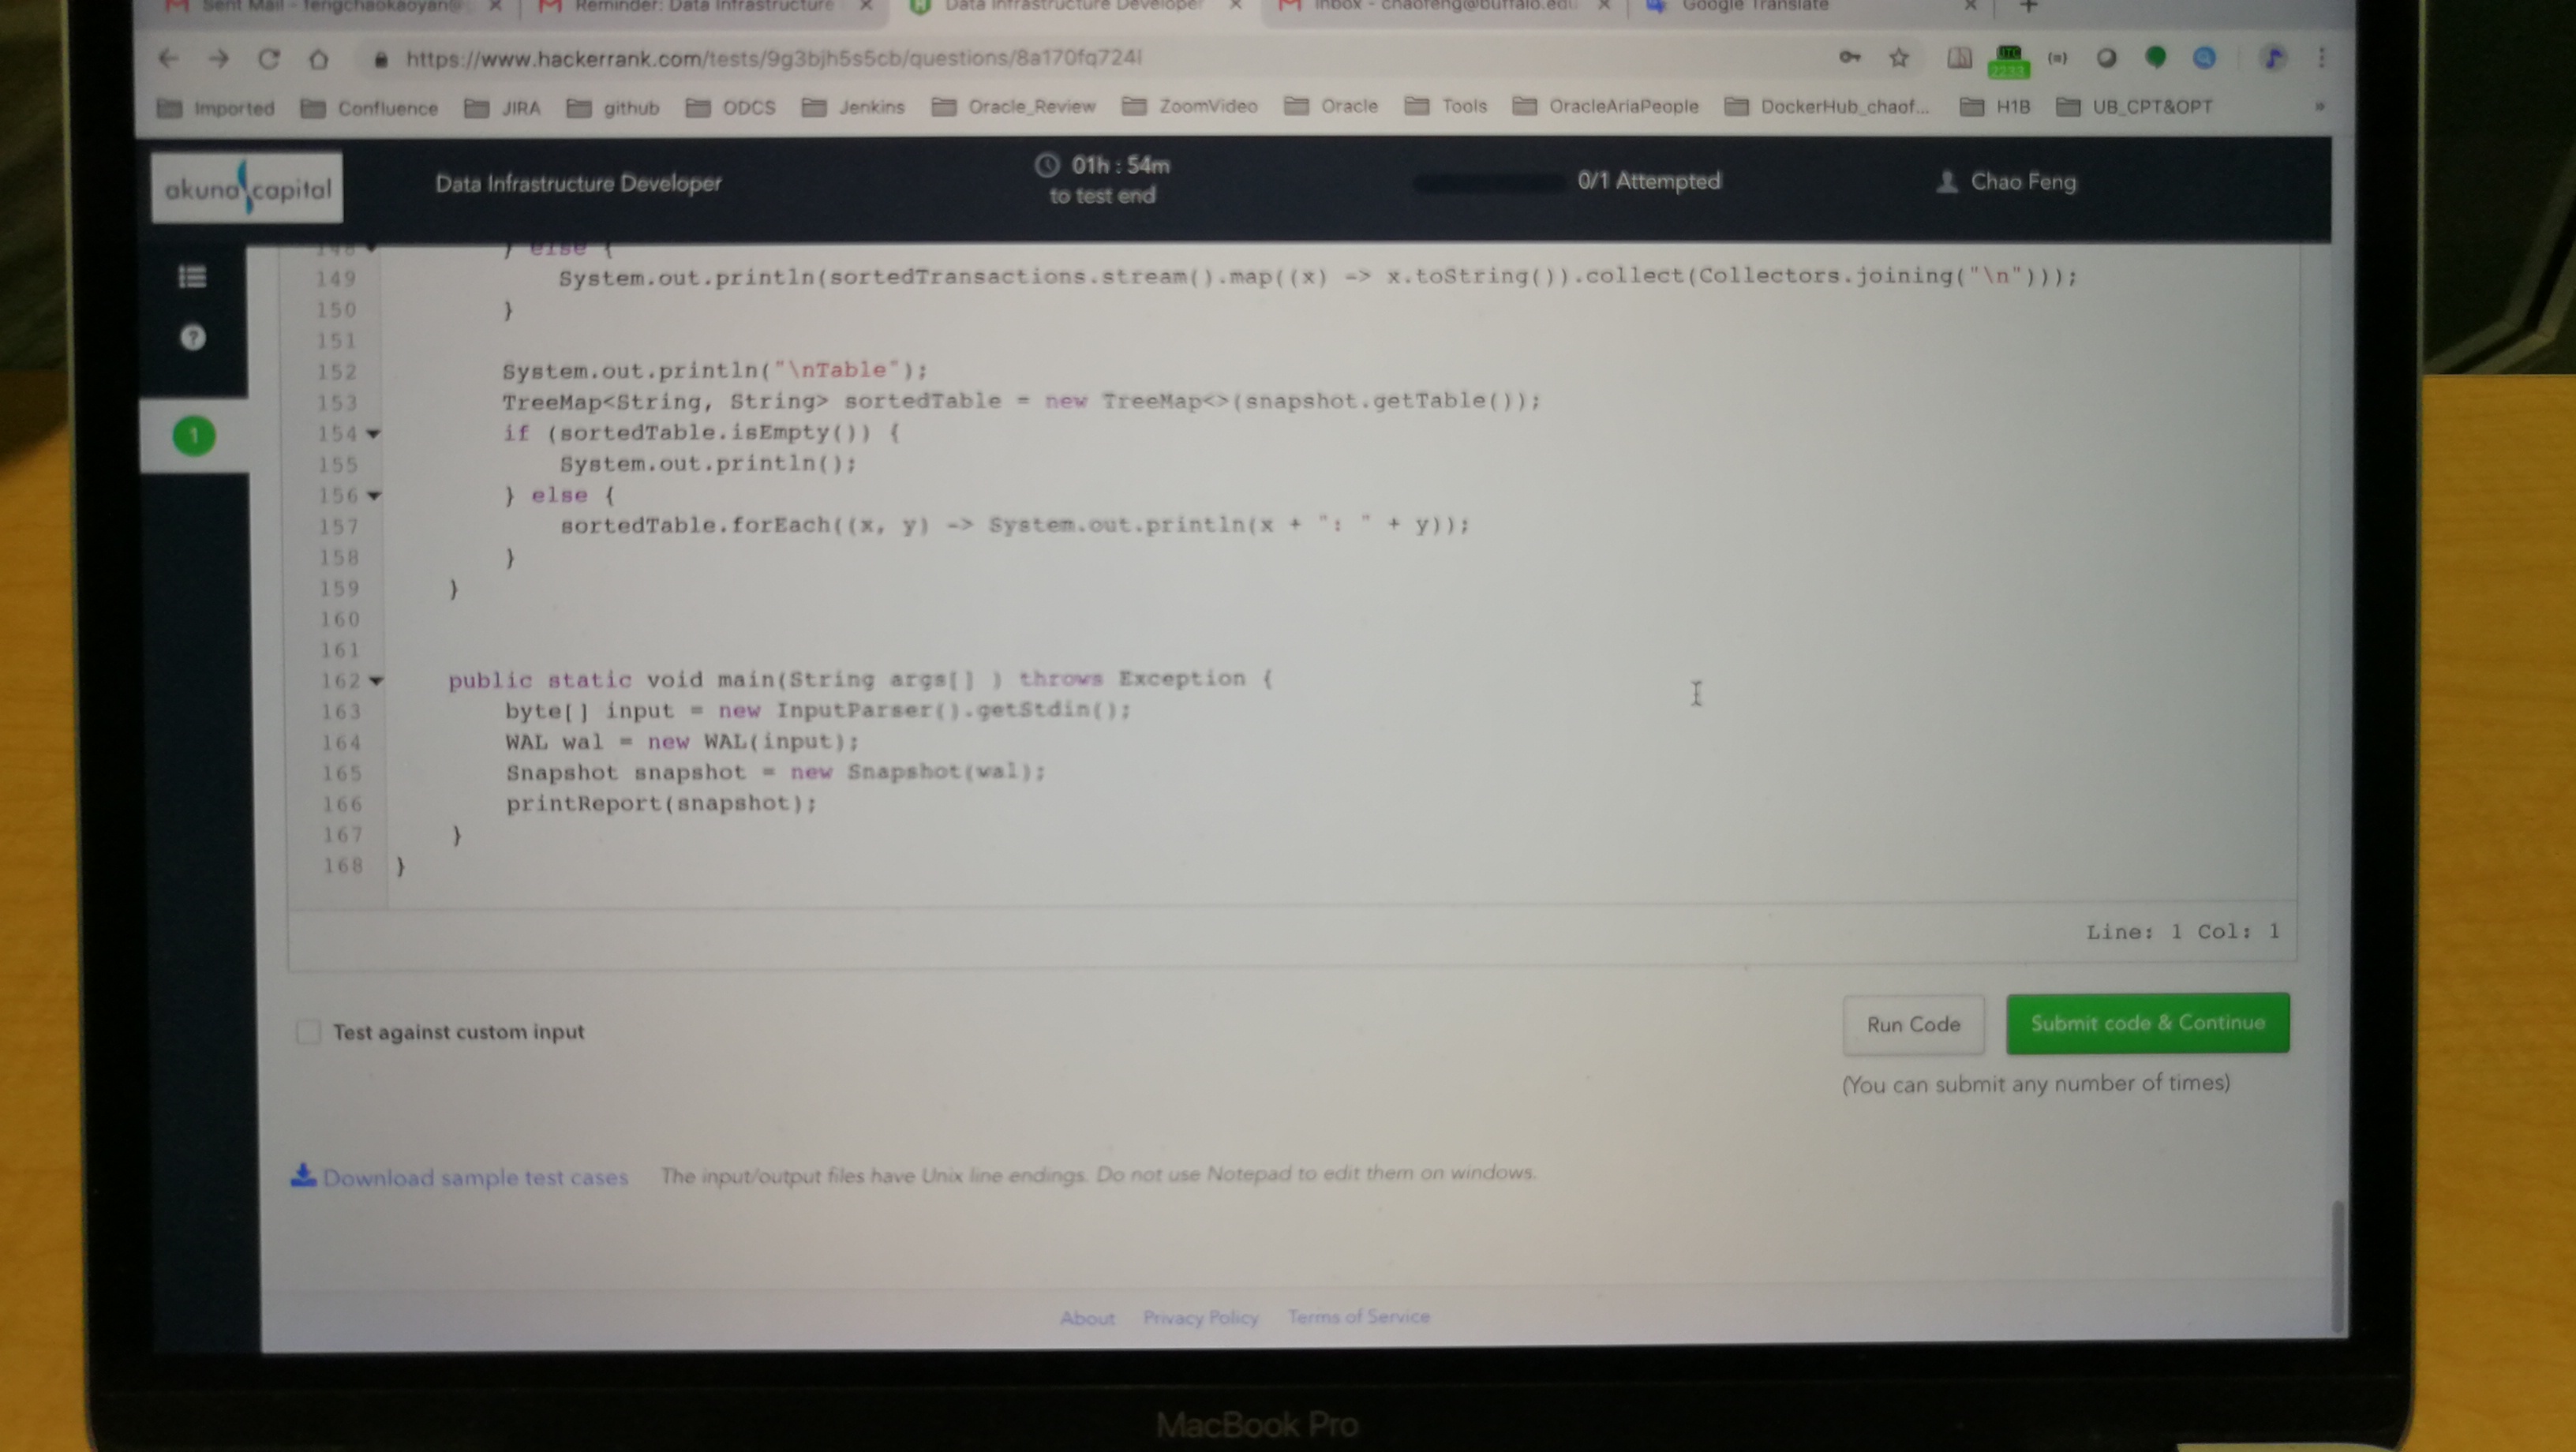 Sent Mail - fengchaokaoyan@
Reminder: Data Infrastructure
Data Infrastructure Developer
Inbox - chaofeng@buffalo.edu
Google Translate
https://www.hackerrank.com/tests/9g3bjh5s5cb/questions/8a170fq724l
2233
Imported Confluence JIRA github ODCS Jenkins Oracle_Review ZoomVideo Oracle Tools OracleAriaPeople DockerHub_chaof... H1B UB_CPT&OPT »
akuna capital
Data Infrastructure Developer
01h : 54m
to test end
0/1 Attempted
Chao Feng
1
148 } else {
149 System.out.println(sortedTransactions.stream().map((x) -> x.toString()).collect(Collectors.joining("\n")));
150 }
151
152 System.out.println("\nTable");
153 TreeMap<String, String> sortedTable = new TreeMap<>(snapshot.getTable());
154 if (sortedTable.isEmpty()) {
155 System.out.println();
156 } else {
157 sortedTable.forEach((x, y) -> System.out.println(x + ": " + y));
158 }
159 }
160
161
162 public static void main(String args[] ) throws Exception {
163 byte[] input = new InputParser().getStdin();
164 WAL wal = new WAL(input);
165 Snapshot snapshot = new Snapshot(wal);
166 printReport(snapshot);
167 }
168 }
Line: 1 Col: 1
Test against custom input
Run Code
Submit code & Continue
(You can submit any number of times)
Download sample test cases The input/output files have Unix line endings. Do not use Notepad to edit them on windows.
About Privacy Policy Terms of Service
MacBook Pro